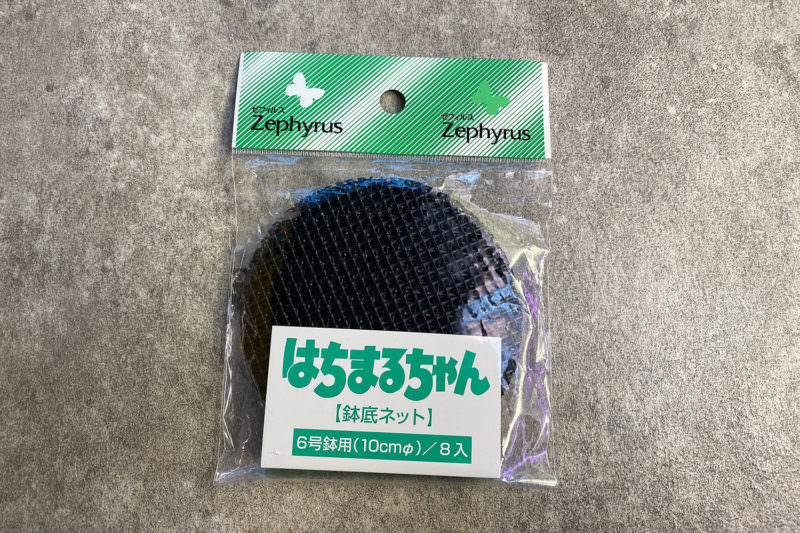 ゼフィルス
Zephyrus
ゼフィルス
Zephyrus
はちまるちゃん
【鉢底ネット】
6号鉢用(10cmφ)/8入